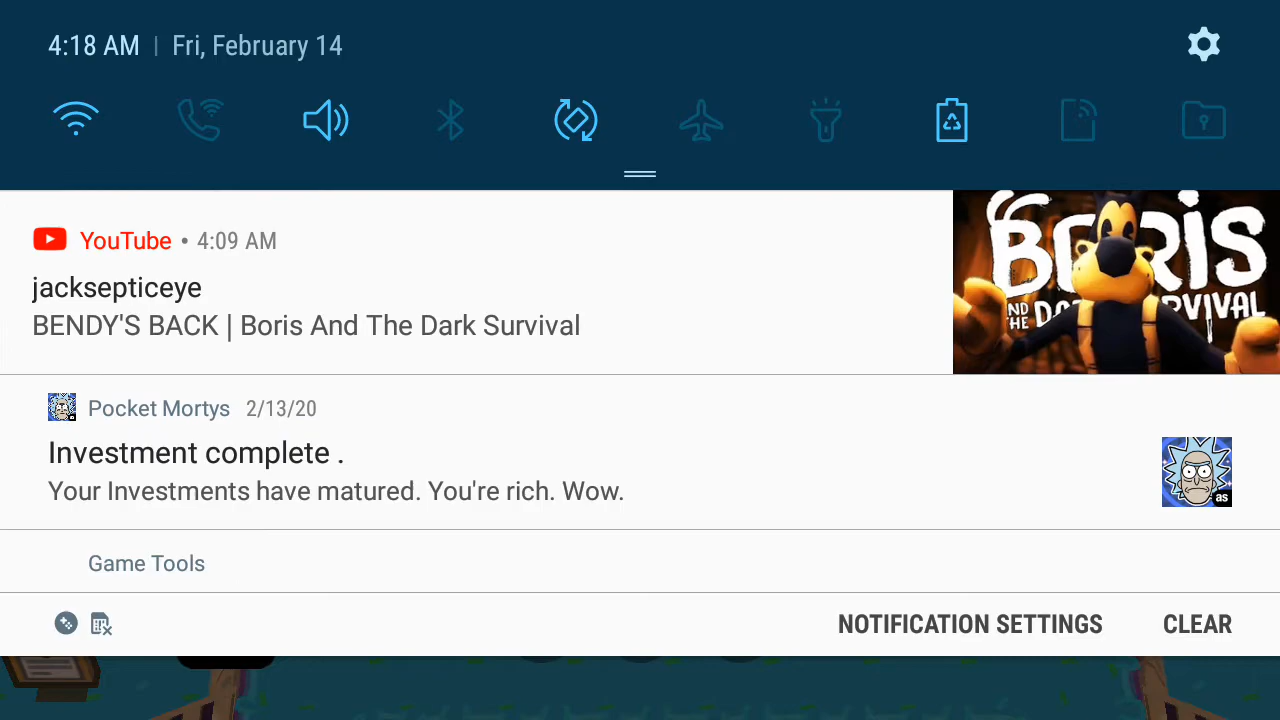 4:18 AM | Fri, February 14
YouTube • 4:09 AM
jacksepticeye
BENDY'S BACK | Boris And The Dark Survival
BORIS
AND THE DARK SURVIVAL
Pocket Mortys 2/13/20
Investment complete .
Your Investments have matured. You're rich. Wow.
as
Game Tools
NOTIFICATION SETTINGS CLEAR